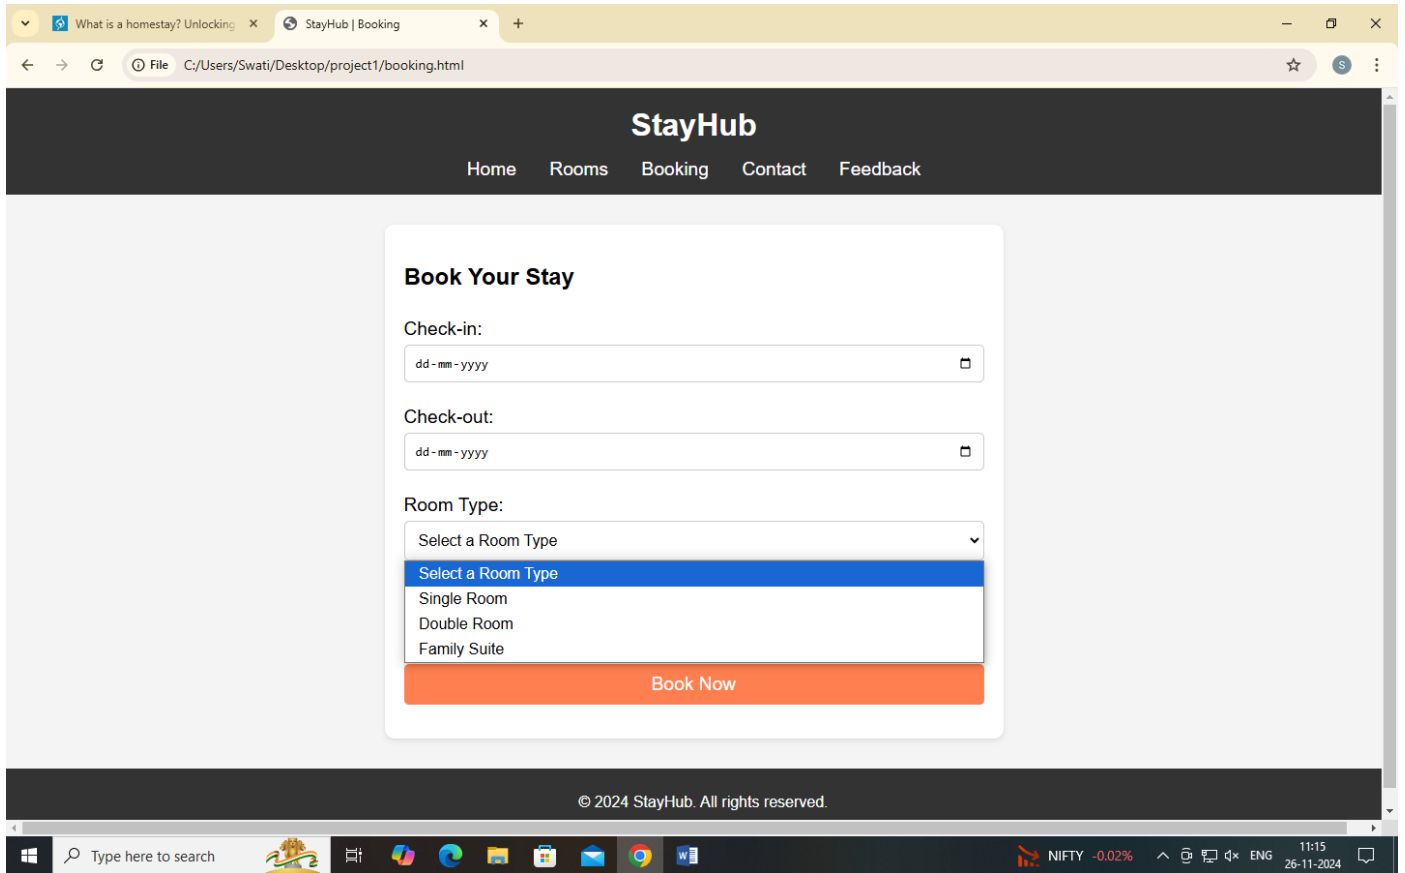 What is a homestay? Unlocking
StayHub | Booking
File C:/Users/Swati/Desktop/project1/booking.html
S
StayHub
Home Rooms Booking Contact Feedback
Book Your Stay
Check-in:
dd-mm-yyyy
Check-out:
dd-mm-yyyy
Room Type:
Select a Room Type
Select a Room Type
Single Room
Double Room
Family Suite
Book Now
© 2024 StayHub. All rights reserved.
Type here to search
W
NIFTY -0.02%
ENG
11:15
26-11-2024